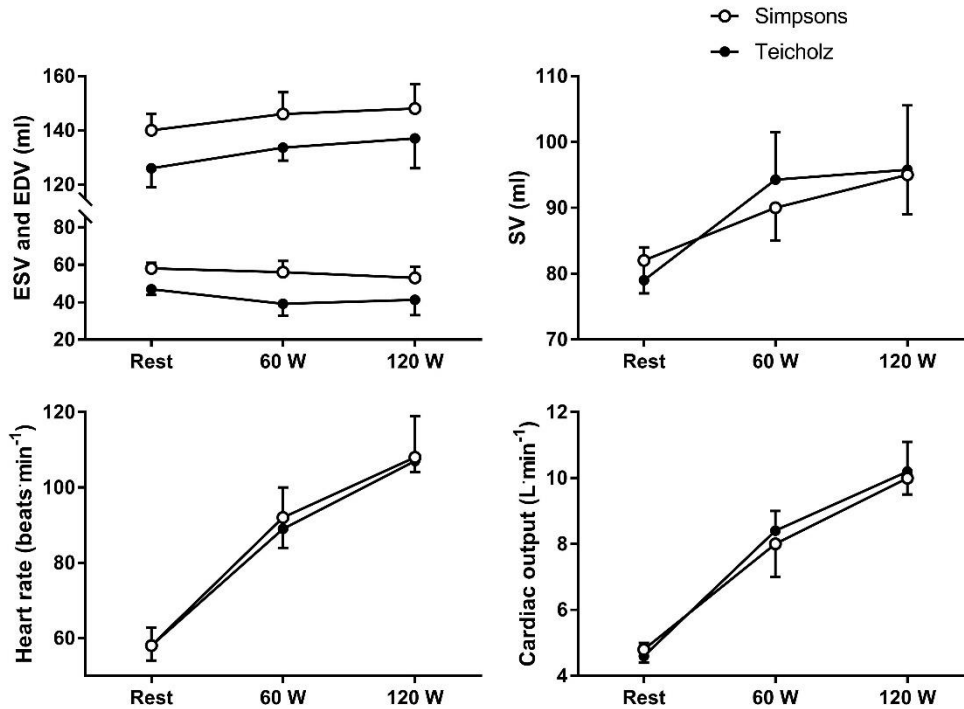 Simpsons
Teicholz
ESV and EDV (ml)
160
140
120
80
60
40
20
Rest 60 W 120 W
SV (ml)
110
100
90
80
70
Rest 60 W 120 W
Heart rate (beats·min⁻¹)
120
100
80
60
Rest 60 W 120 W
Cardiac output (L·min⁻¹)
12
10
8
6
4
Rest 60 W 120 W